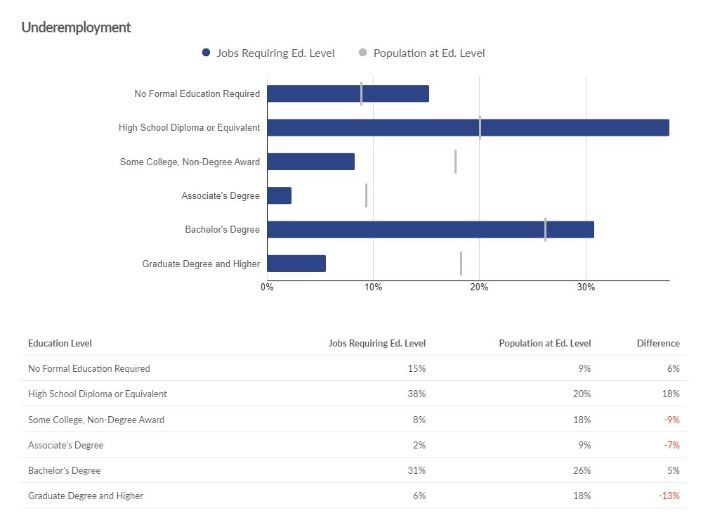 Underemployment
Jobs Requiring Ed. Level Population at Ed. Level
No Formal Education Required
High School Diploma or Equivalent
Some College, Non-Degree Award
Associate's Degree
Bachelor's Degree
Graduate Degree and Higher
0% 10% 20% 30%
Education Level Jobs Requiring Ed. Level Population at Ed. Level Difference
No Formal Education Required 15% 9% 6%
High School Diploma or Equivalent 38% 20% 18%
Some College, Non-Degree Award 8% 18% -9%
Associate's Degree 2% 9% -7%
Bachelor's Degree 31% 26% 5%
Graduate Degree and Higher 6% 18% -13%